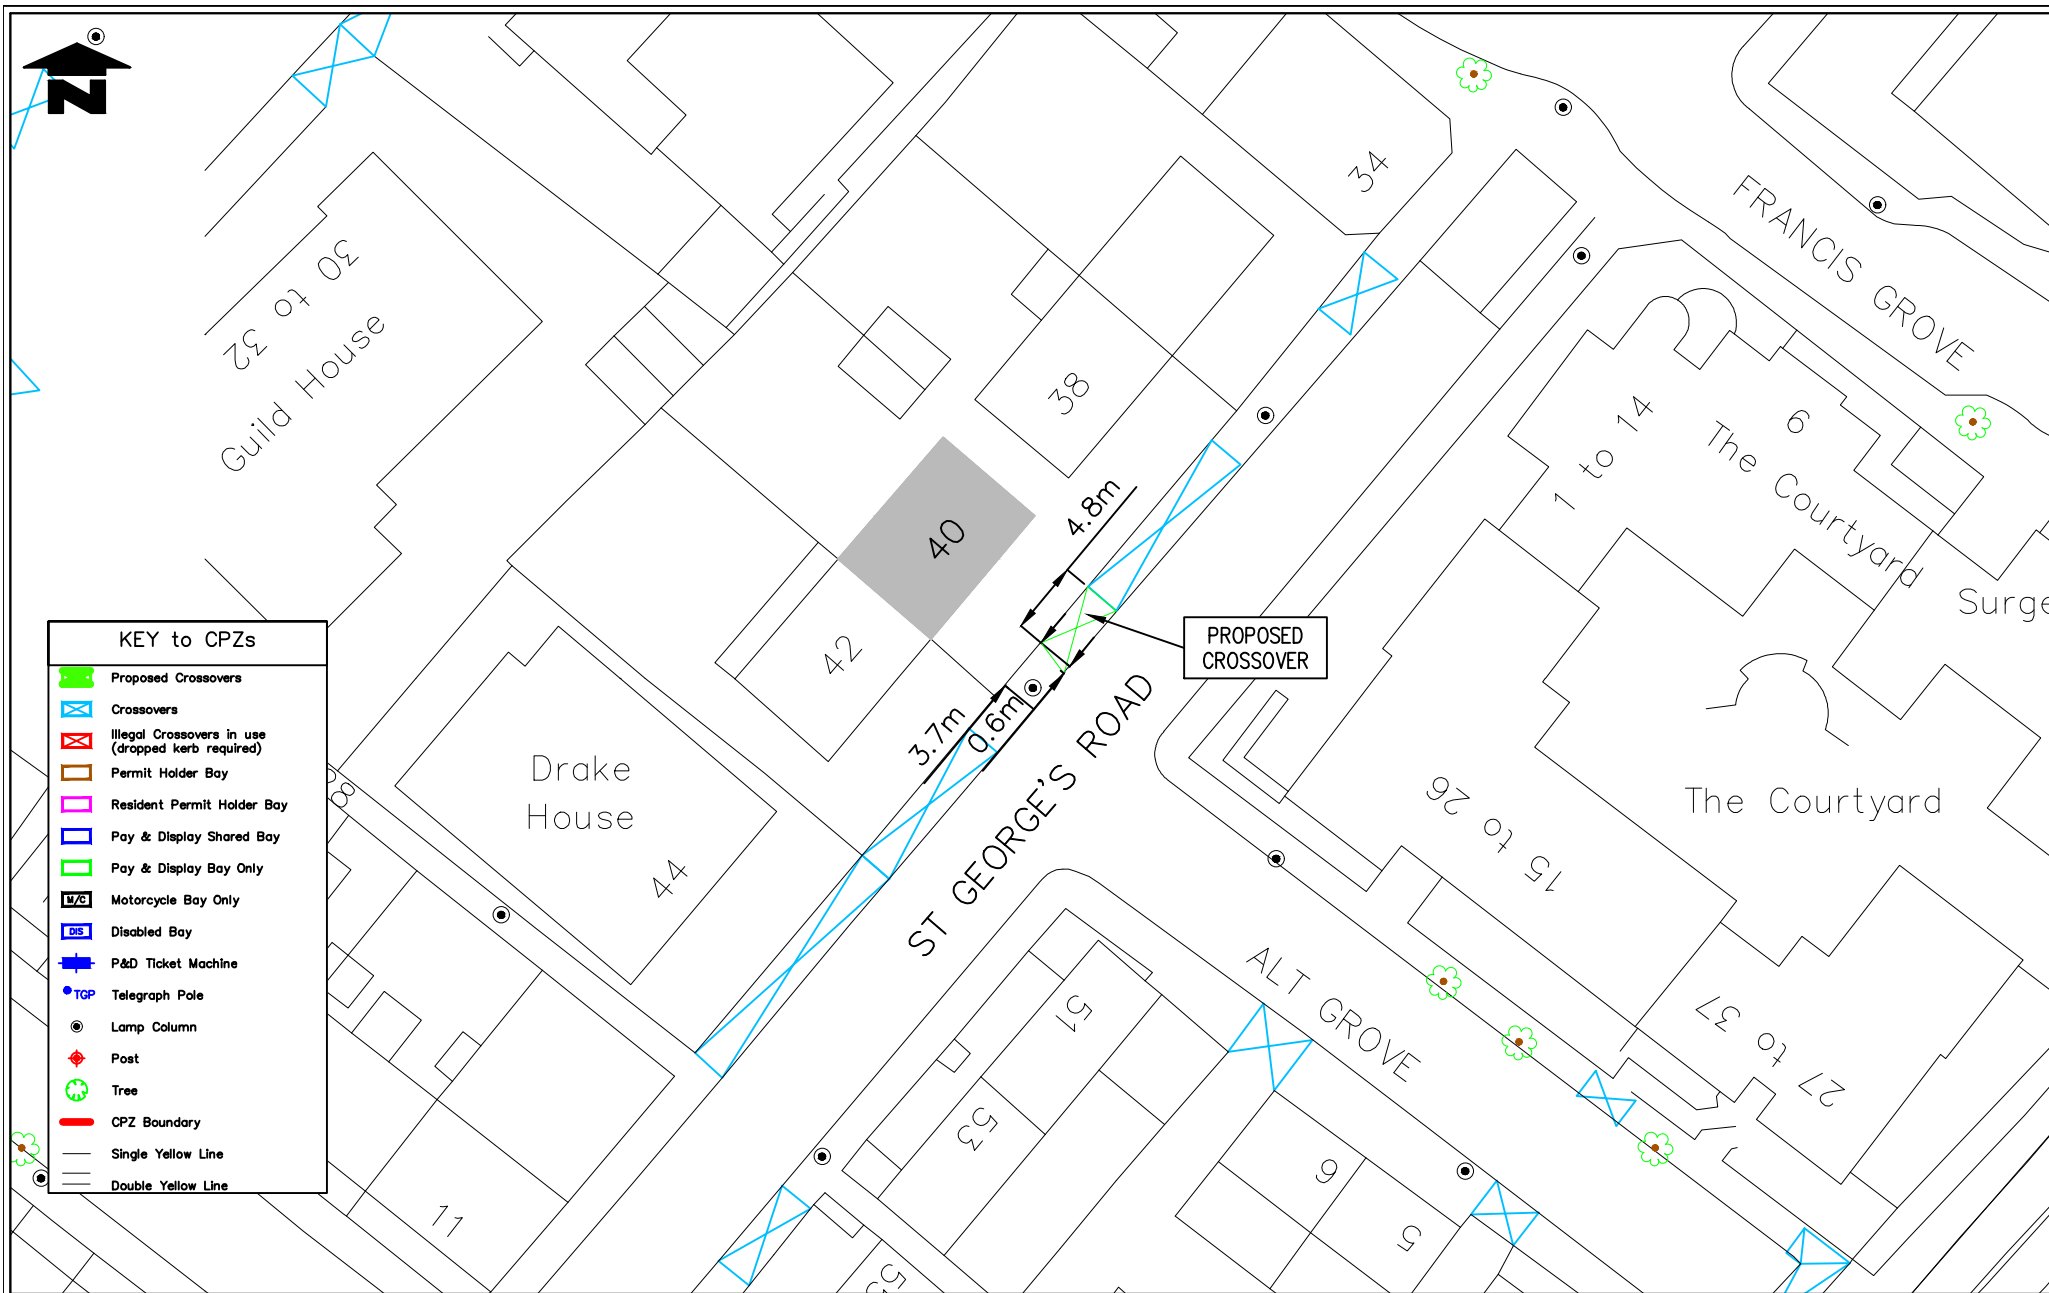 N
34
FRANCIS GROVE
30 to 32
Guild House
38
6
The Courtyard
1 to 14
4.8m
40
PROPOSED
CROSSOVER
42
3.7m
0.6m
ST GEORGE'S ROAD
Drake
House
44
15 to 26
The Courtyard
ALT GROVE
51
53
27 to 37
6
5
11
KEY to CPZs
Proposed Crossovers
Crossovers
Illegal Crossovers in use
(dropped kerb required)
Permit Holder Bay
Resident Permit Holder Bay
Pay & Display Shared Bay
Pay & Display Bay Only
M/C Motorcycle Bay Only
DIS Disabled Bay
P&D Ticket Machine
TGP Telegraph Pole
Lamp Column
Post
Tree
CPZ Boundary
Single Yellow Line
Double Yellow Line